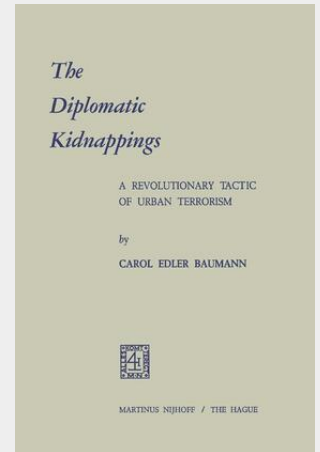 The
Diplomatic
Kidnappings
A REVOLUTIONARY TACTIC
OF URBAN TERRORISM
by
CAROL EDLER BAUMANN
MARTINUS NIJHOFF / THE HAGUE